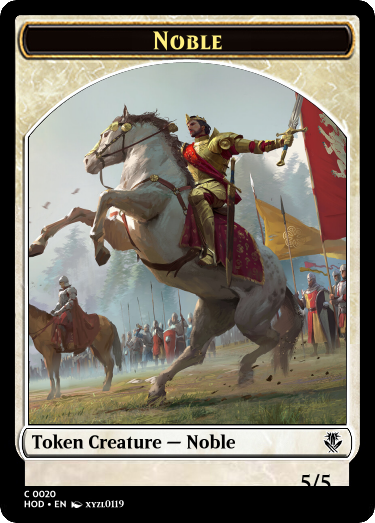 Noble
Token Creature — Noble
5/5
C 0020
HOD • EN XYZL0119